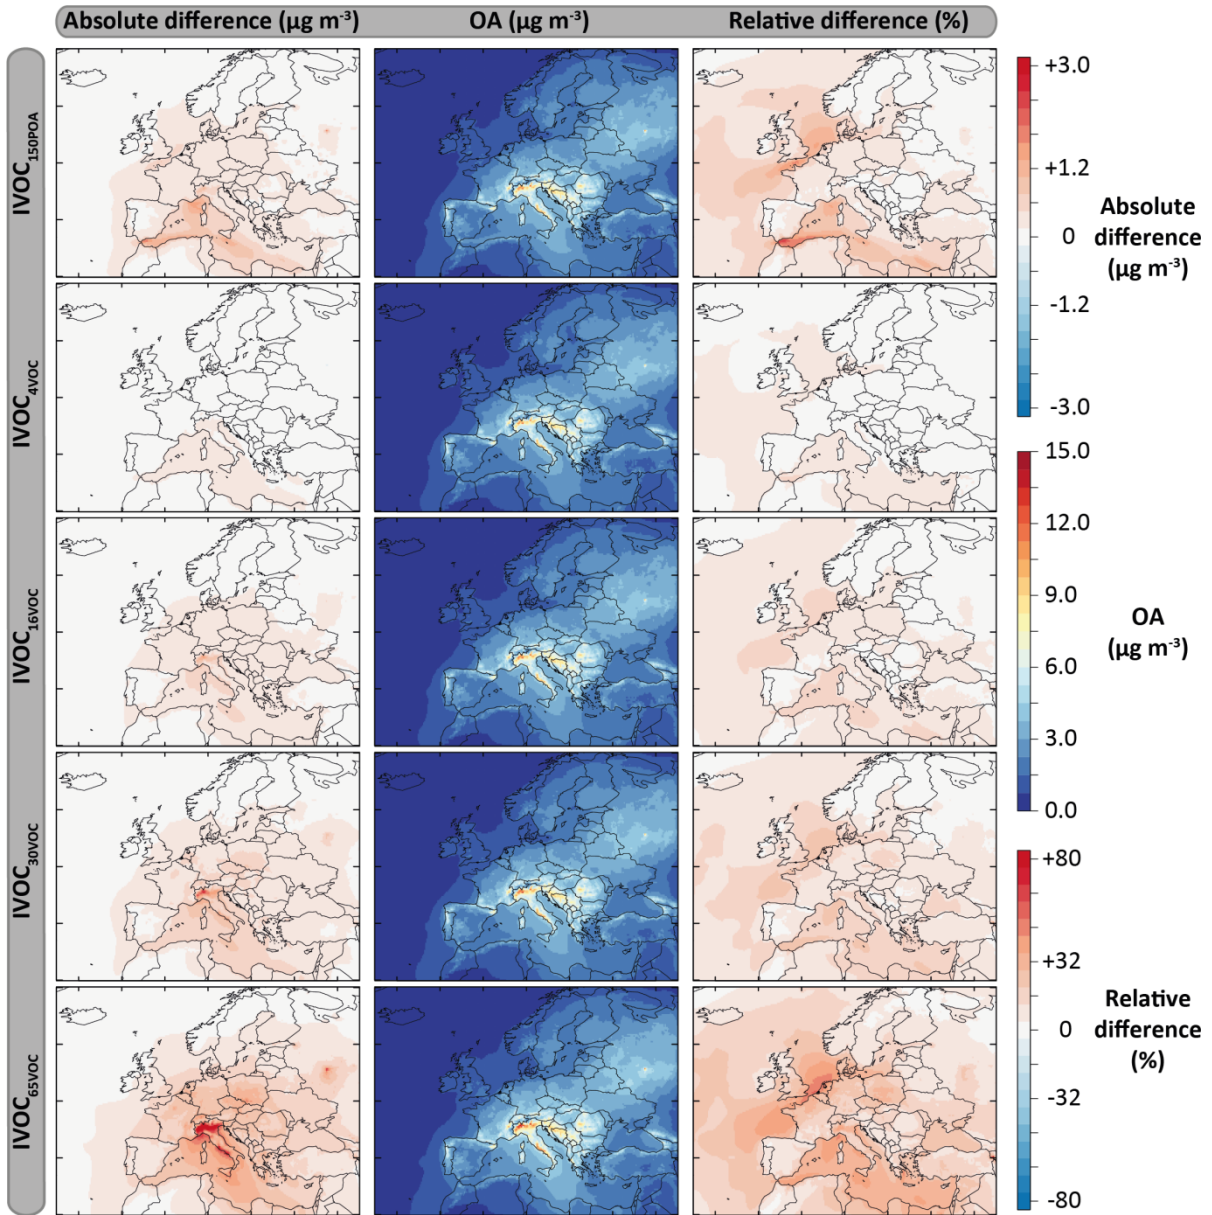 Absolute difference (µg m⁻³)
OA (µg m⁻³)
Relative difference (%)
IVOC150POA
IVOC4VOC
IVOC16VOC
IVOC30VOC
IVOC65VOC
+3.0
+1.2
0
-1.2
-3.0
Absolute
difference
(µg m⁻³)
15.0
12.0
9.0
6.0
3.0
0.0
OA
(µg m⁻³)
+80
+32
0
-32
-80
Relative
difference
(%)